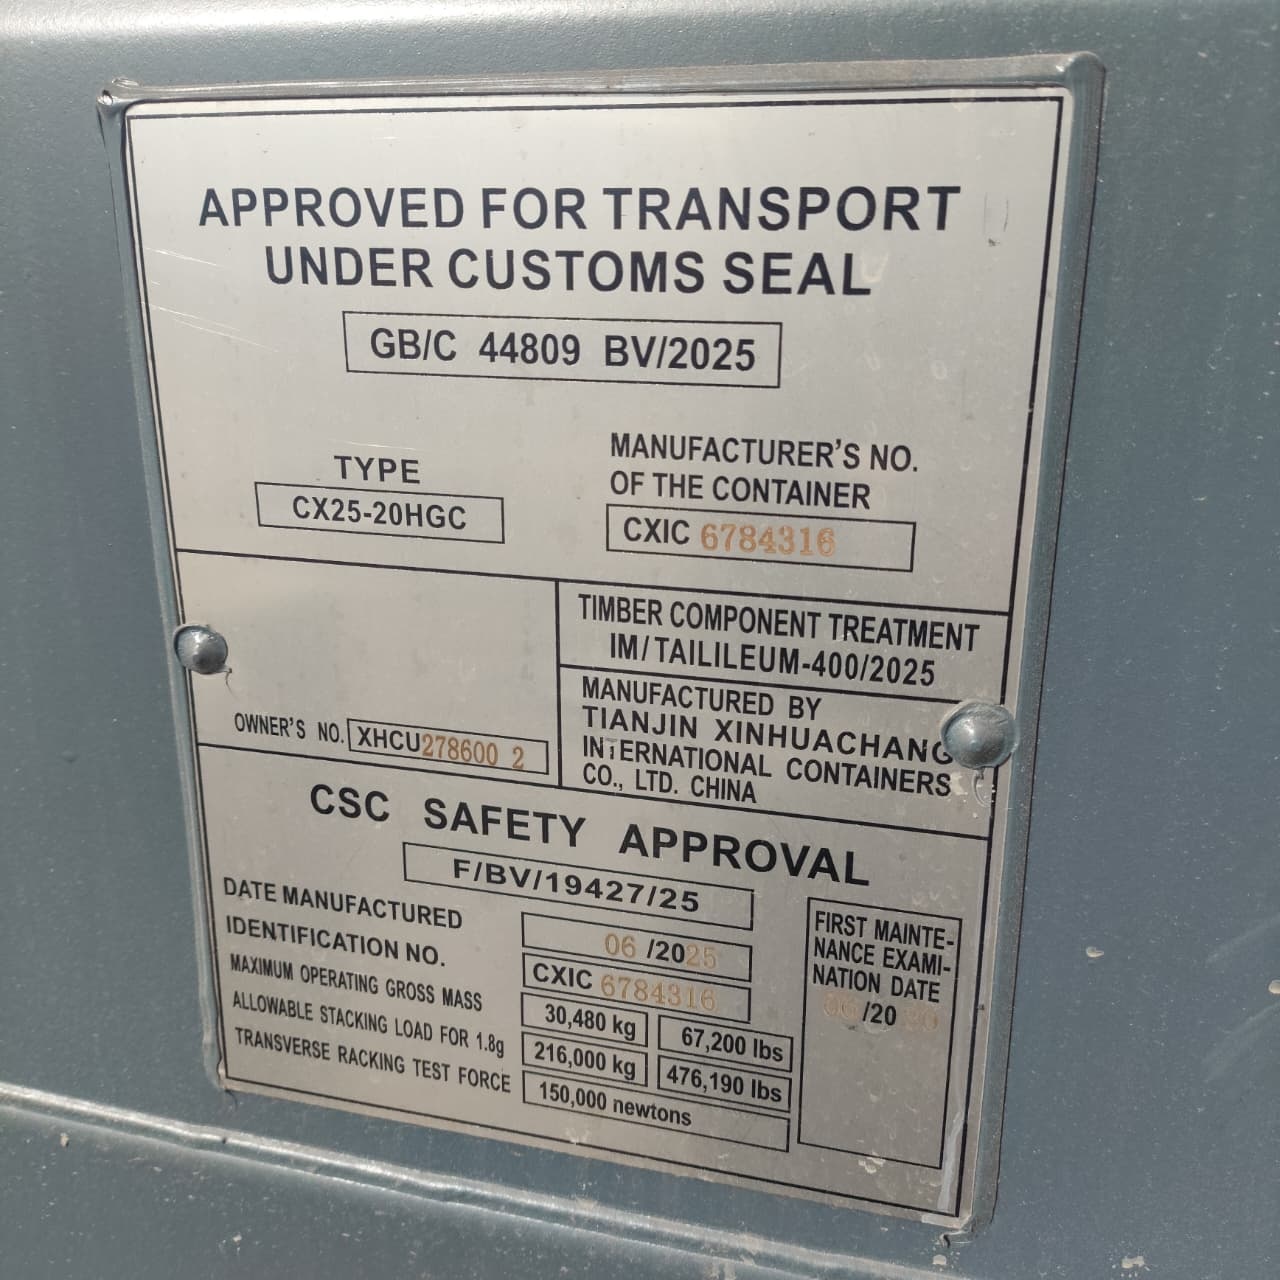 APPROVED FOR TRANSPORT
UNDER CUSTOMS SEAL
GB/C 44809 BV/2025
TYPE
CX25-20HGC
MANUFACTURER'S NO.
OF THE CONTAINER
CXIC 6784316
TIMBER COMPONENT TREATMENT
IM/TAILILEUM-400/2025
OWNER'S NO. XHCU278600 2
MANUFACTURED BY
TIANJIN XINHUACHANG
INTERNATIONAL CONTAINERS
CO., LTD. CHINA
CSC SAFETY APPROVAL
F/BV/19427/25
DATE MANUFACTURED 06 /2025
IDENTIFICATION NO. CXIC 6784316
MAXIMUM OPERATING GROSS MASS 30,480 kg 67,200 lbs
ALLOWABLE STACKING LOAD FOR 1.8g 216,000 kg 476,190 lbs
TRANSVERSE RACKING TEST FORCE 150,000 newtons
FIRST MAINTE-
NANCE EXAMI-
NATION DATE
06/2030